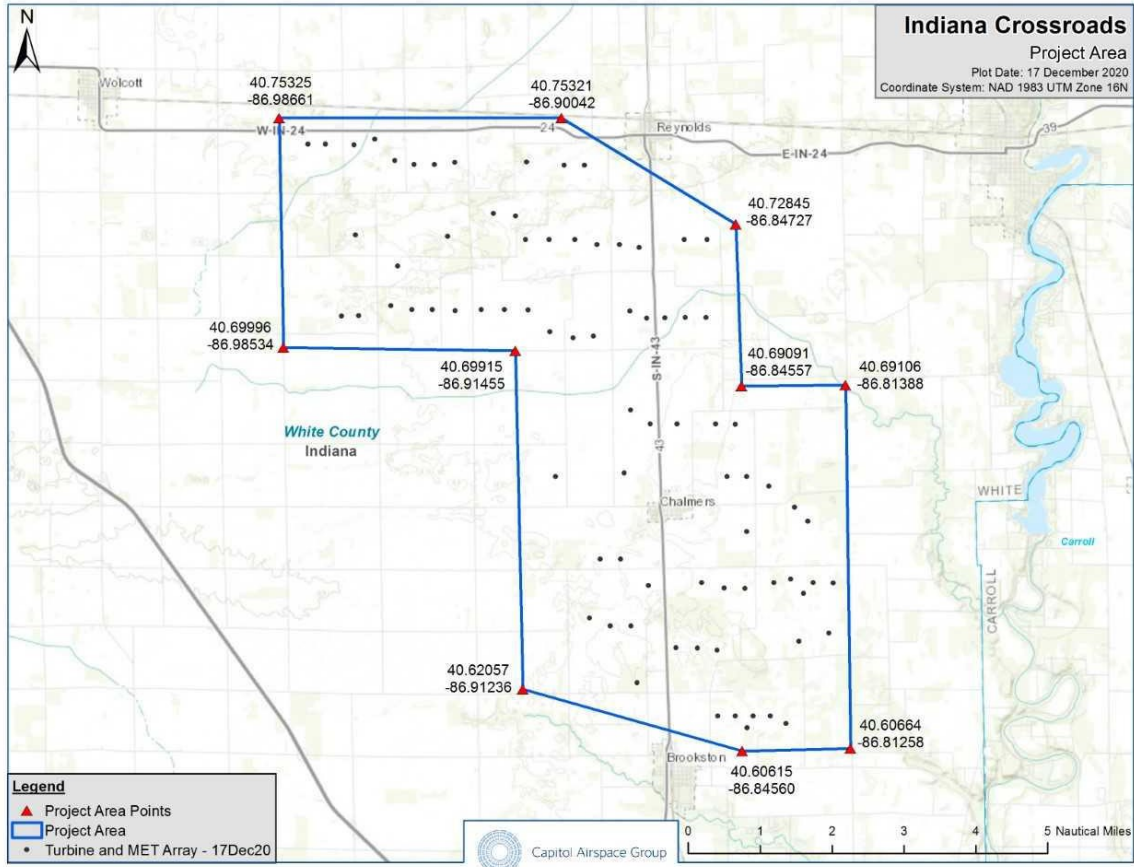 N
Indiana Crossroads
Project Area
Plot Date: 17 December 2020
Coordinate System: NAD 1983 UTM Zone 16N
Wolcott
40.75325
-86.98661
40.75321
-86.90042
W-IN-24
24
Reynolds
E-IN-24
39
40.72845
-86.84727
40.69996
-86.98534
40.69915
-86.91455
S-IN-43
40.69091
-86.84557
40.69106
-86.81388
White County
Indiana
43
Chalmers
WHITE
Carroll
CARROLL
40.62057
-86.91236
Brookston
40.60615
-86.84560
40.60664
-86.81258
Legend
Project Area Points
Project Area
Turbine and MET Array - 17Dec20
Capitol Airspace Group
0 1 2 3 4 5 Nautical Miles